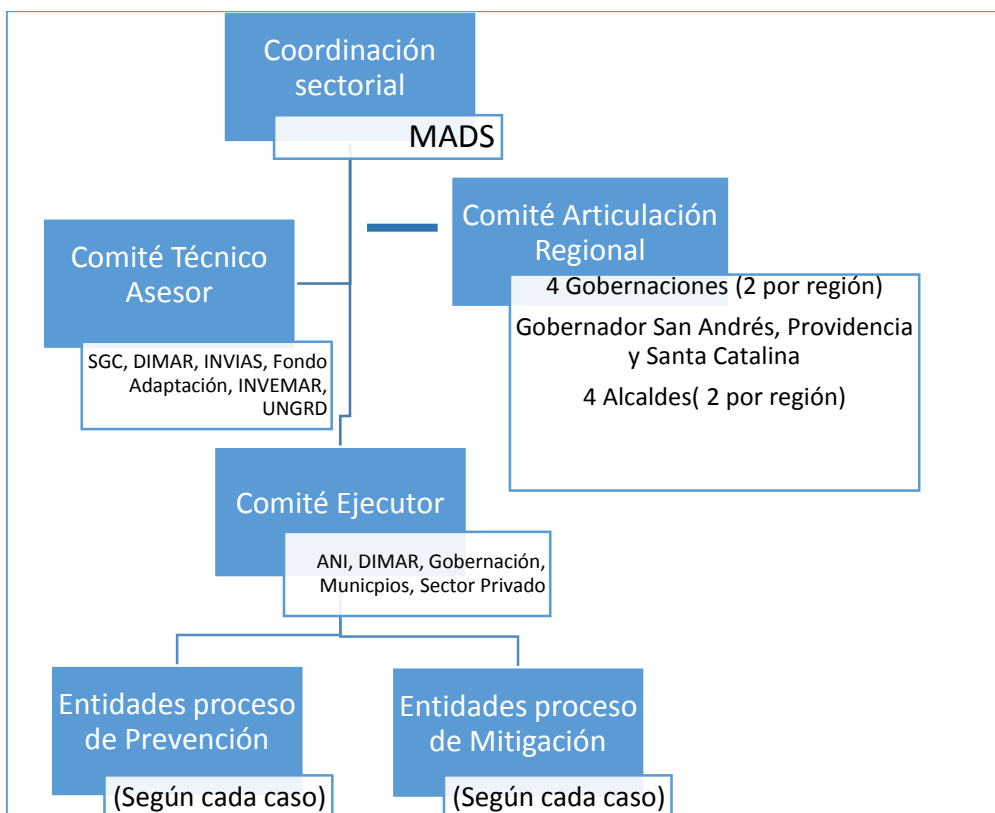 Coordinación
sectorial
MADS
Comité Articulación
Regional
4 Gobernaciones (2 por región)
Gobernador San Andrés, Providencia
y Santa Catalina
4 Alcaldes( 2 por región)
Comité Técnico
Asesor
SGC, DIMAR, INVIAS, Fondo
Adaptación, INVEMAR,
UNGRD
Comité Ejecutor
ANI, DIMAR, Gobernación,
Municpios, Sector Privado
Entidades proceso
de Prevención
(Según cada caso)
Entidades proceso
de Mitigación
(Según cada caso)